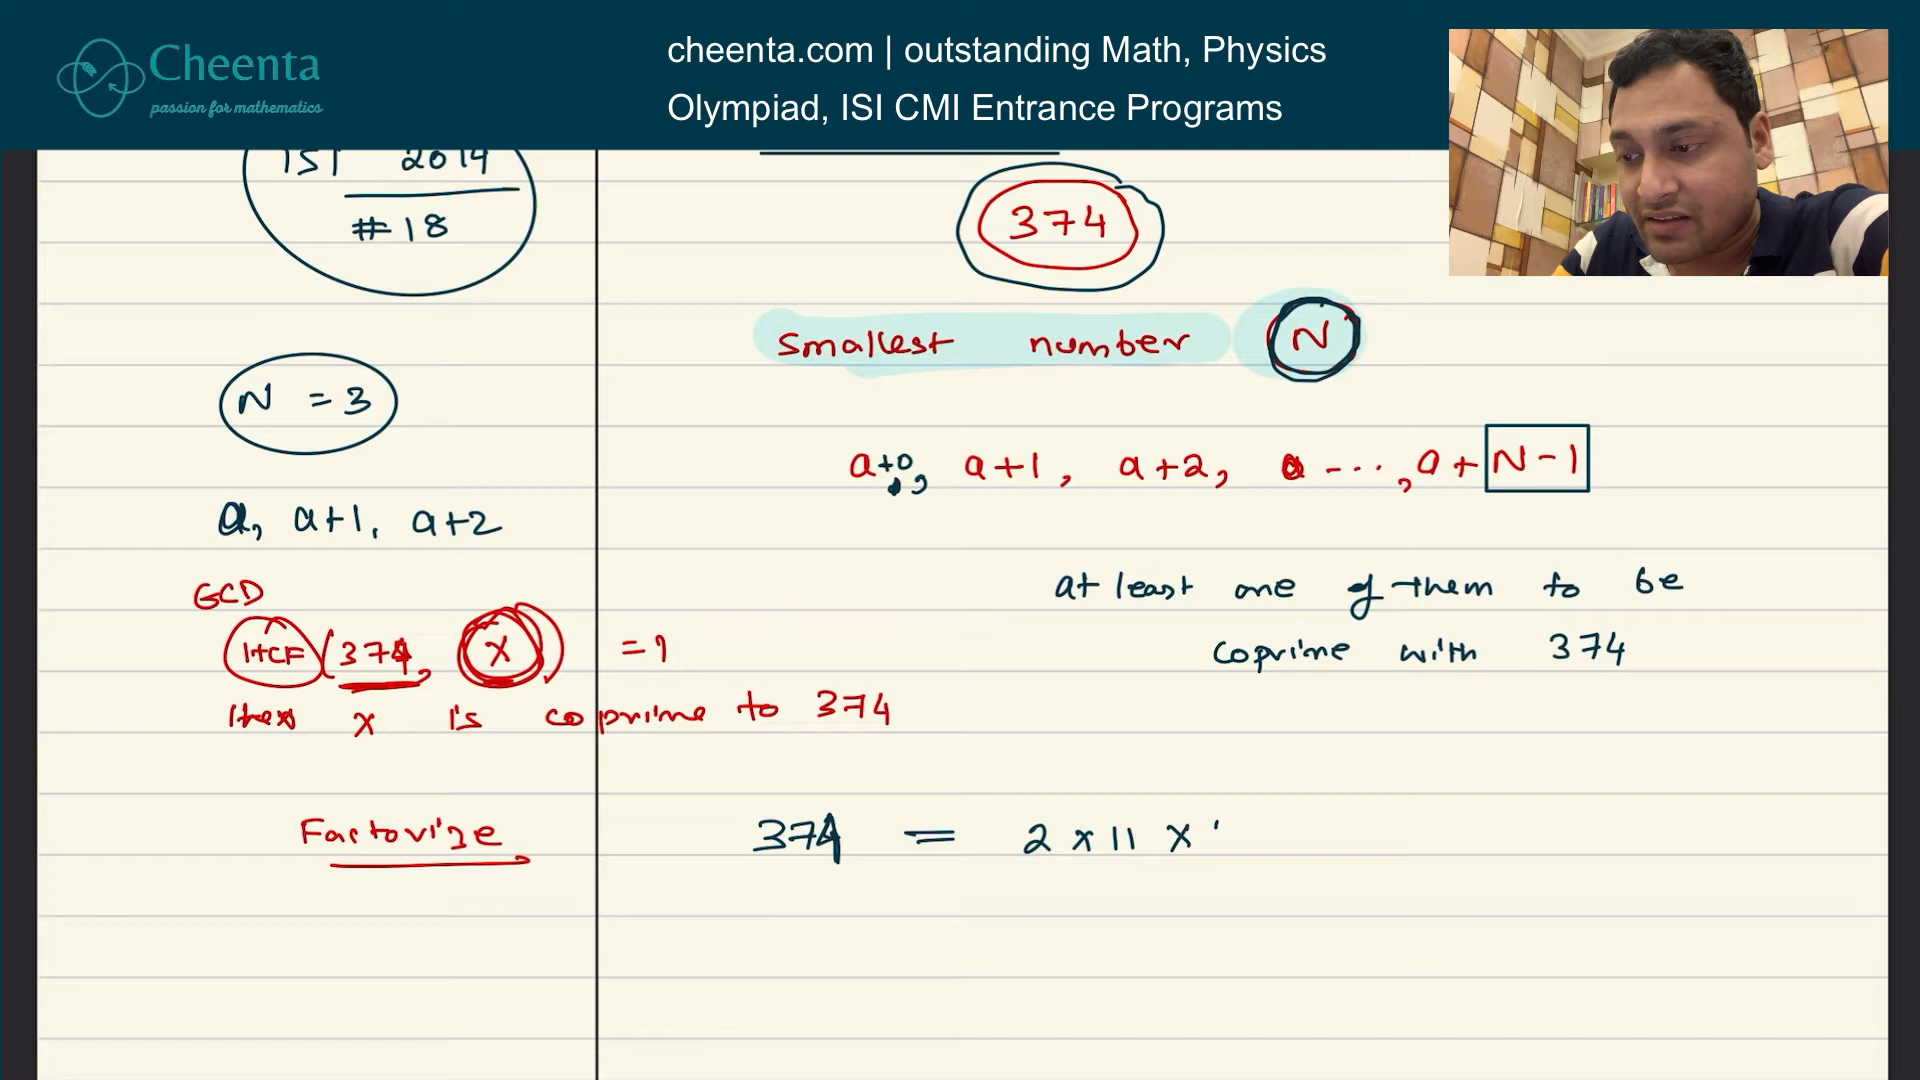 Cheenta
passion for mathematics
cheenta.com | outstanding Math, Physics
Olympiad, ISI CMI Entrance Programs
ISI 2014
#18
N = 3
a, a+1, a+2
GCD
HCF (374, x) = 1
then x is coprime to 374
Factorize
374
smallest number N
a+0, a+1, a+2, ...., a + N-1
at least one of them to be
coprime with 374
374 = 2 x 11 x